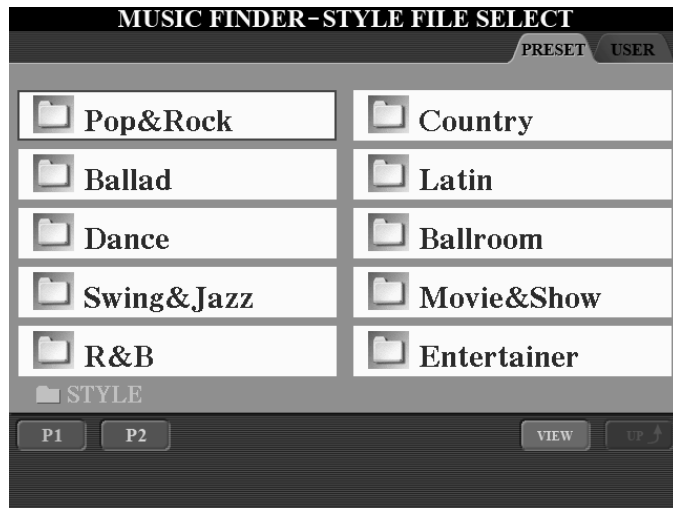 MUSIC FINDER-STYLE FILE SELECT
PRESET USER
Pop&Rock Country
Ballad Latin
Dance Ballroom
Swing&Jazz Movie&Show
R&B Entertainer
STYLE
P1 P2 VIEW UP